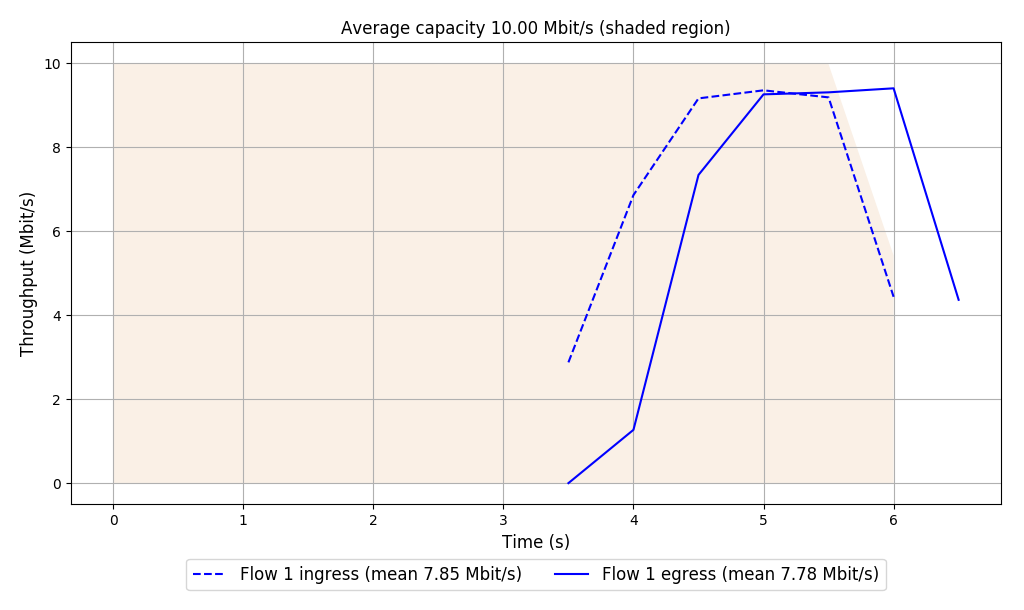 Average capacity 10.00 Mbit/s (shaded region)
Throughput (Mbit/s)
10
8
6
4
2
0
0 1 2 3 4 5 6
Time (s)
Flow 1 ingress (mean 7.85 Mbit/s) Flow 1 egress (mean 7.78 Mbit/s)